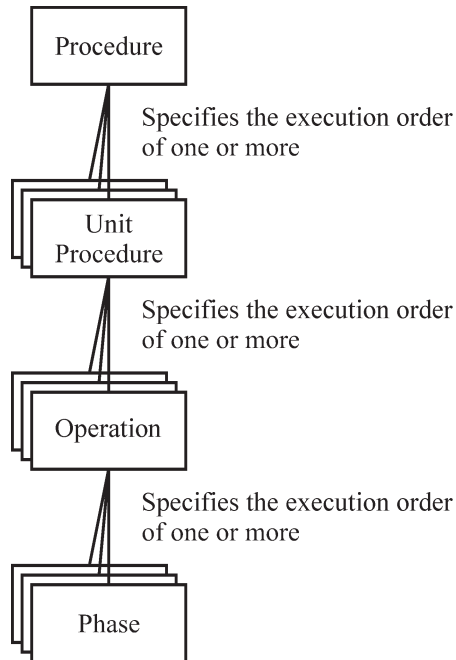 Procedure
Specifies the execution order
of one or more
Unit
Procedure
Specifies the execution order
of one or more
Operation
Specifies the execution order
of one or more
Phase